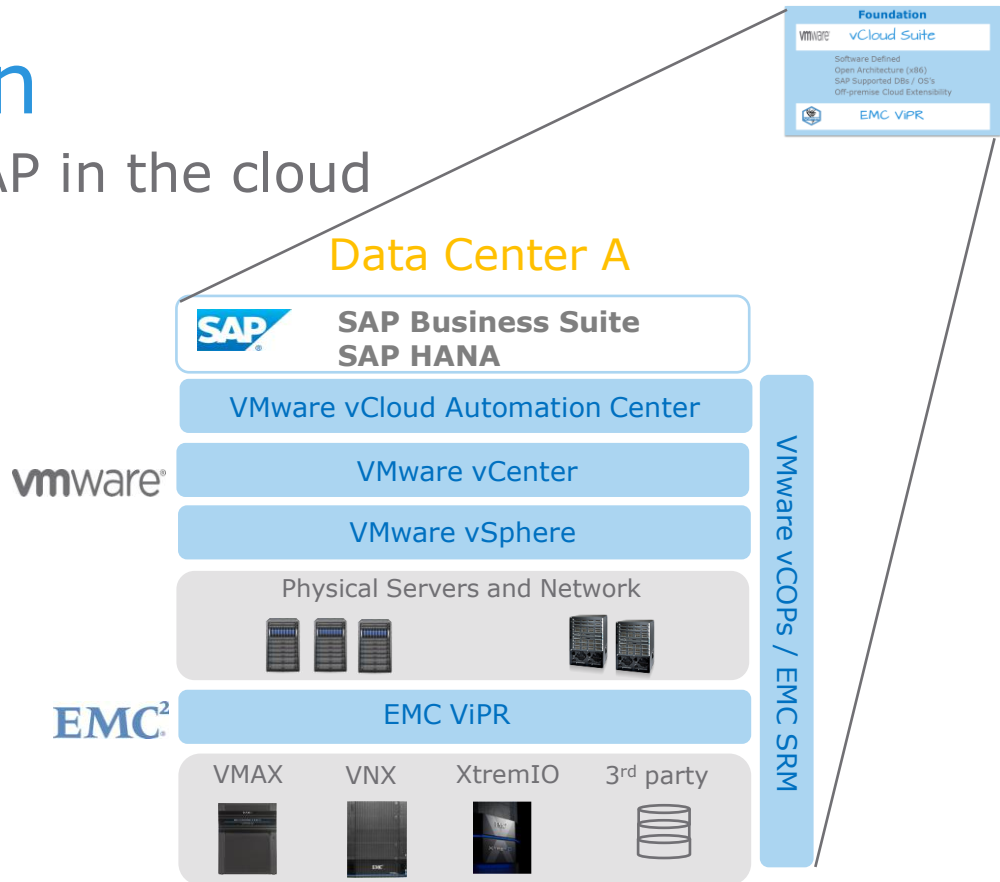 Foundation
vmware vCloud Suite
Software Defined
Open Architecture (x86)
SAP Supported DBs / OS's
Off-premise Cloud Extensibility
EMC ViPR
n
AP in the cloud
Data Center A
SAP
SAP Business Suite
SAP HANA
VMware vCloud Automation Center
vmware
VMware vCenter
VMware vSphere
Physical Servers and Network
EMC²
EMC ViPR
VMAX VNX XtremIO 3rd party
VMware vCOPs / EMC SRM